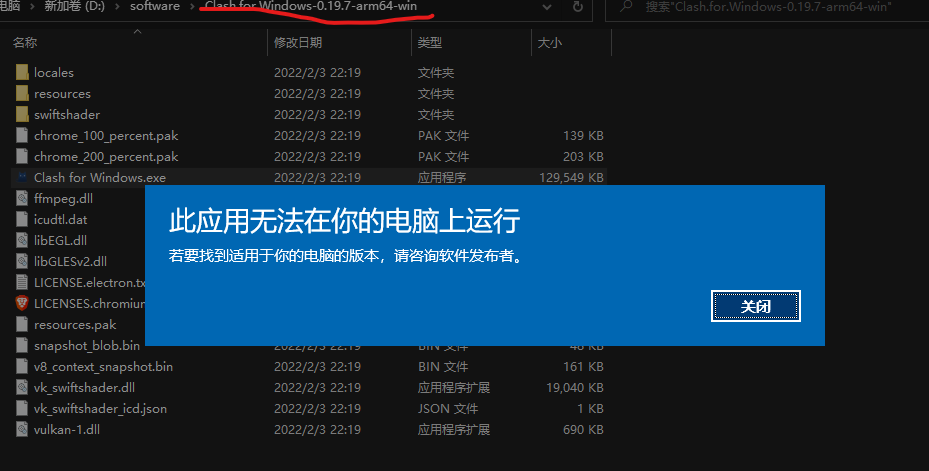 电脑 › 新加卷 (D:) › software › Clash.for.Windows-0.19.7-arm64-win
搜索"Clash.for.Windows-0.19.7-arm64-win"
名称 修改日期 类型 大小
locales 2022/2/3 22:19 文件夹
resources 2022/2/3 22:19 文件夹
swiftshader 2022/2/3 22:19 文件夹
chrome_100_percent.pak 2022/2/3 22:19 PAK 文件 139 KB
chrome_200_percent.pak 2022/2/3 22:19 PAK 文件 203 KB
Clash for Windows.exe 2022/2/3 22:19 应用程序 129,549 KB
ffmpeg.dll
icudtl.dat
libEGL.dll
libGLESv2.dll
LICENSE.electron.tx
LICENSES.chromium
resources.pak
snapshot_blob.bin 2022/2/3 22:19 BIN 文件 48 KB
此应用无法在你的电脑上运行
若要找到适用于你的电脑的版本，请咨询软件发布者。
关闭
v8_context_snapshot.bin 2022/2/3 22:19 BIN 文件 161 KB
vk_swiftshader.dll 2022/2/3 22:19 应用程序扩展 19,040 KB
vk_swiftshader_icd.json 2022/2/3 22:19 JSON 文件 1 KB
vulkan-1.dll 2022/2/3 22:19 应用程序扩展 690 KB